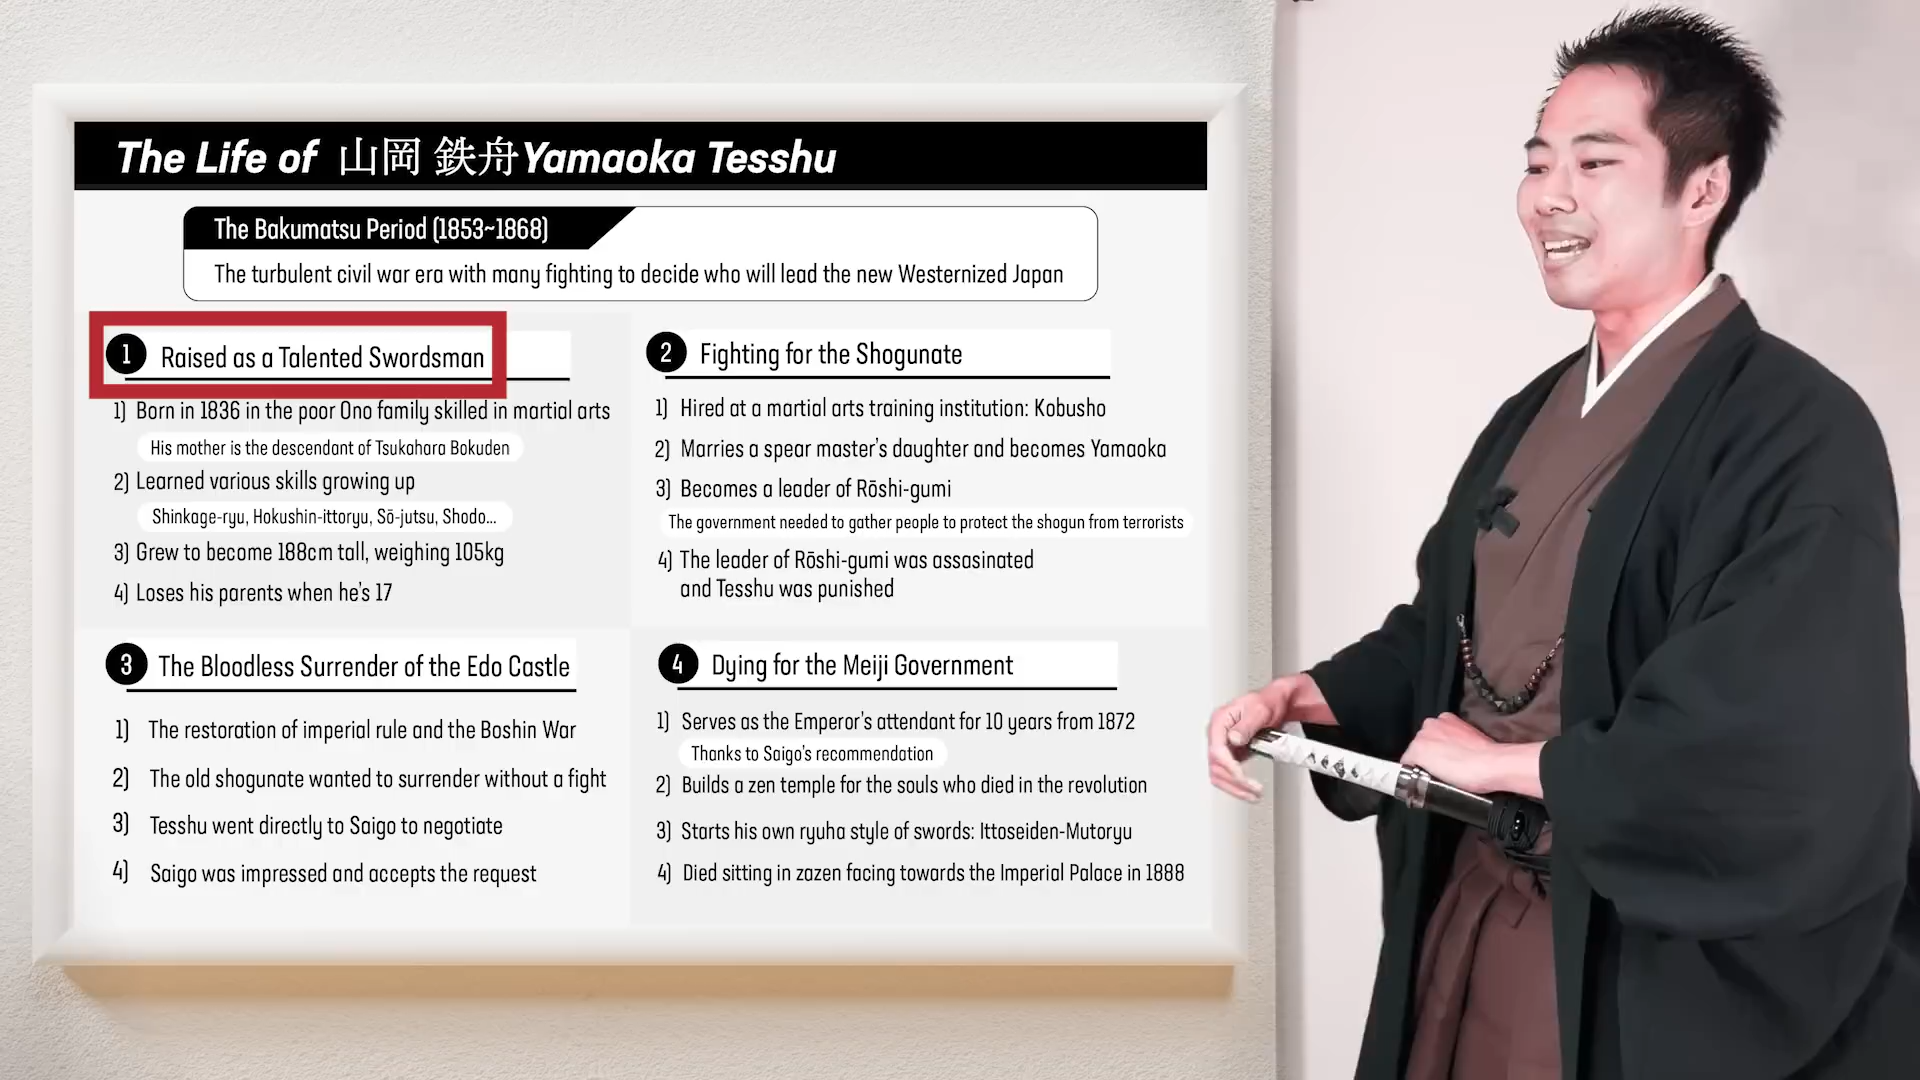 The Life of 山岡 鉄舟 Yamaoka Tesshu
The Bakumatsu Period (1853~1868)
The turbulent civil war era with many fighting to decide who will lead the new Westernized Japan
1 Raised as a Talented Swordsman
1) Born in 1836 in the poor Ono family skilled in martial arts
His mother is the descendant of Tsukahara Bokuden
2) Learned various skills growing up
Shinkage-ryu, Hokushin-ittoryu, Sō-jutsu, Shodo...
3) Grew to become 188cm tall, weighing 105kg
4) Loses his parents when he's 17
2 Fighting for the Shogunate
1) Hired at a martial arts training institution: Kobusho
2) Marries a spear master's daughter and becomes Yamaoka
3) Becomes a leader of Rōshi-gumi
The government needed to gather people to protect the shogun from terrorists
4) The leader of Rōshi-gumi was assasinated
and Tesshu was punished
3 The Bloodless Surrender of the Edo Castle
1) The restoration of imperial rule and the Boshin War
2) The old shogunate wanted to surrender without a fight
3) Tesshu went directly to Saigo to negotiate
4) Saigo was impressed and accepts the request
4 Dying for the Meiji Government
1) Serves as the Emperor's attendant for 10 years from 1872
Thanks to Saigo's recommendation
2) Builds a zen temple for the souls who died in the revolution
3) Starts his own ryuha style of swords: Ittoseiden-Mutoryu
4) Died sitting in zazen facing towards the Imperial Palace in 1888